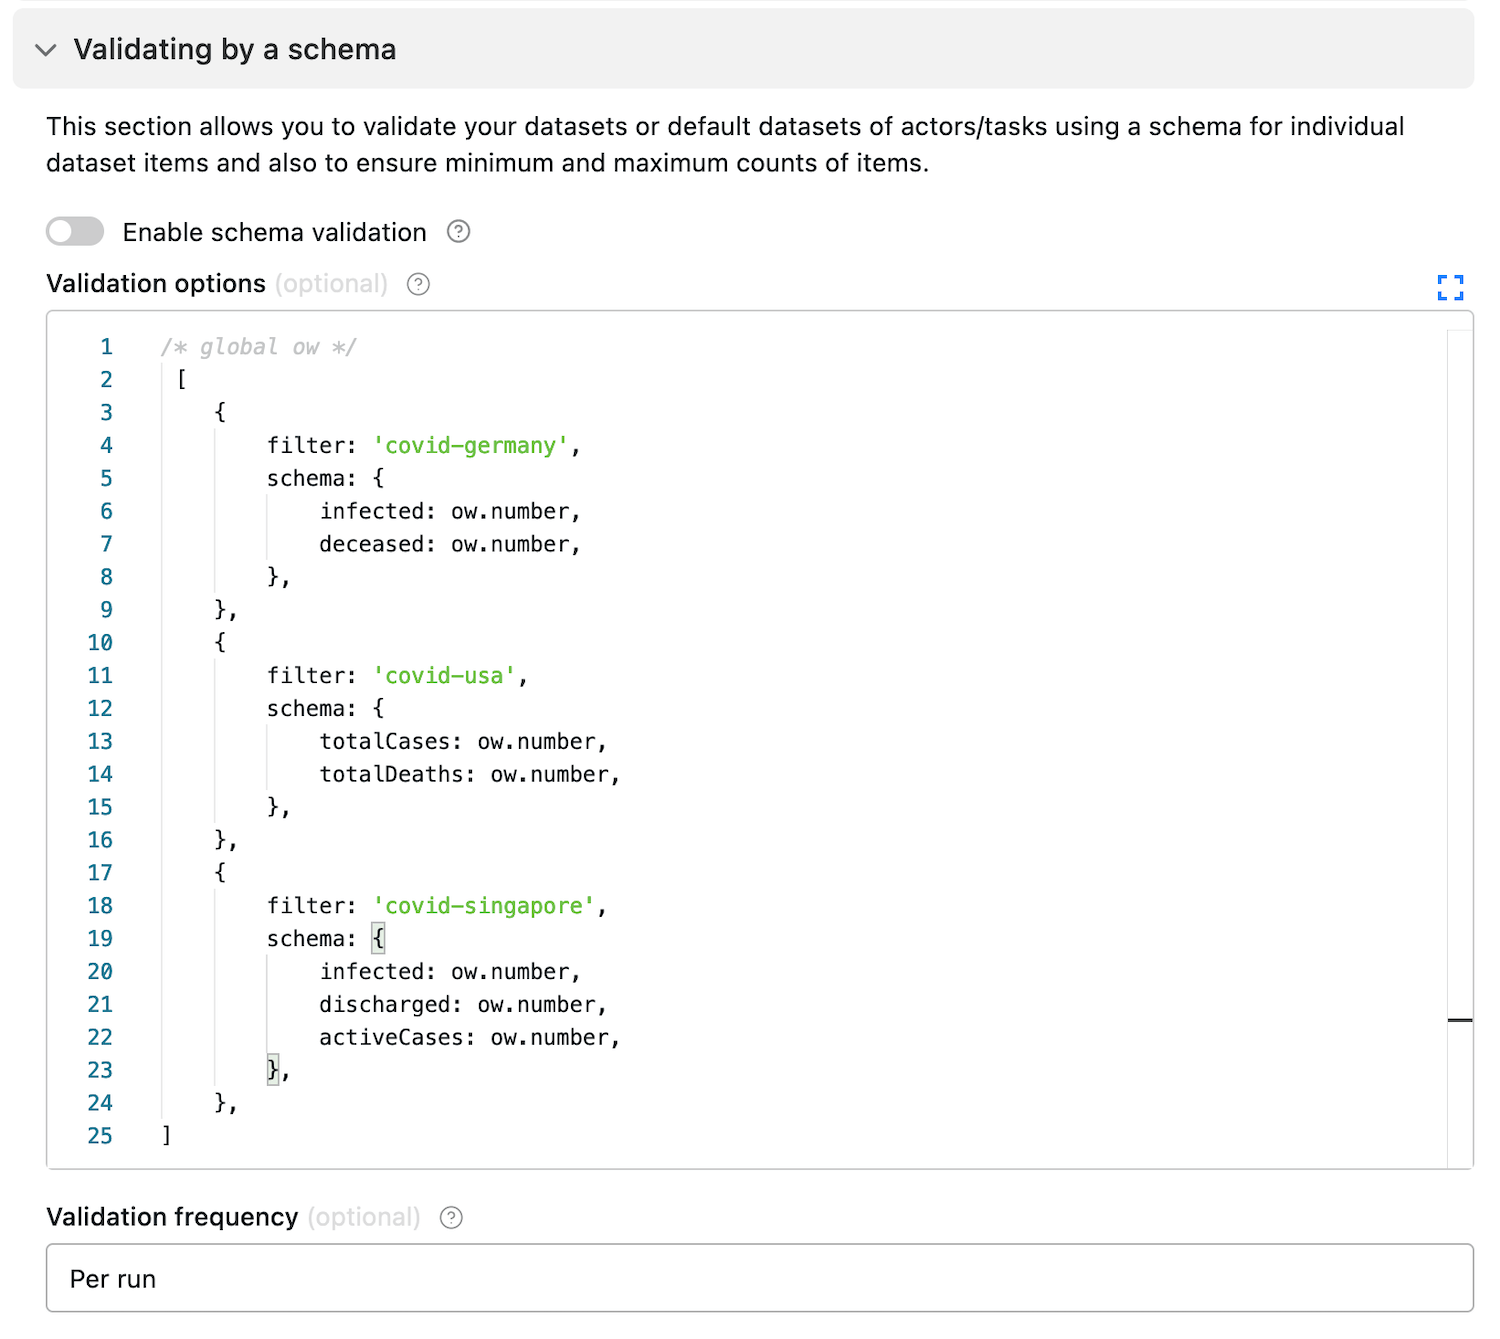 Validating by a schema
This section allows you to validate your datasets or default datasets of actors/tasks using a schema for individual
dataset items and also to ensure minimum and maximum counts of items.
Enable schema validation ?
Validation options (optional) ?
1 /* global ow */
2 [
3 {
4 filter: 'covid-germany',
5 schema: {
6 infected: ow.number,
7 deceased: ow.number,
8 },
9 },
10 {
11 filter: 'covid-usa',
12 schema: {
13 totalCases: ow.number,
14 totalDeaths: ow.number,
15 },
16 },
17 {
18 filter: 'covid-singapore',
19 schema: {
20 infected: ow.number,
21 discharged: ow.number,
22 activeCases: ow.number,
23 },
24 },
25 ]
Validation frequency (optional) ?
Per run